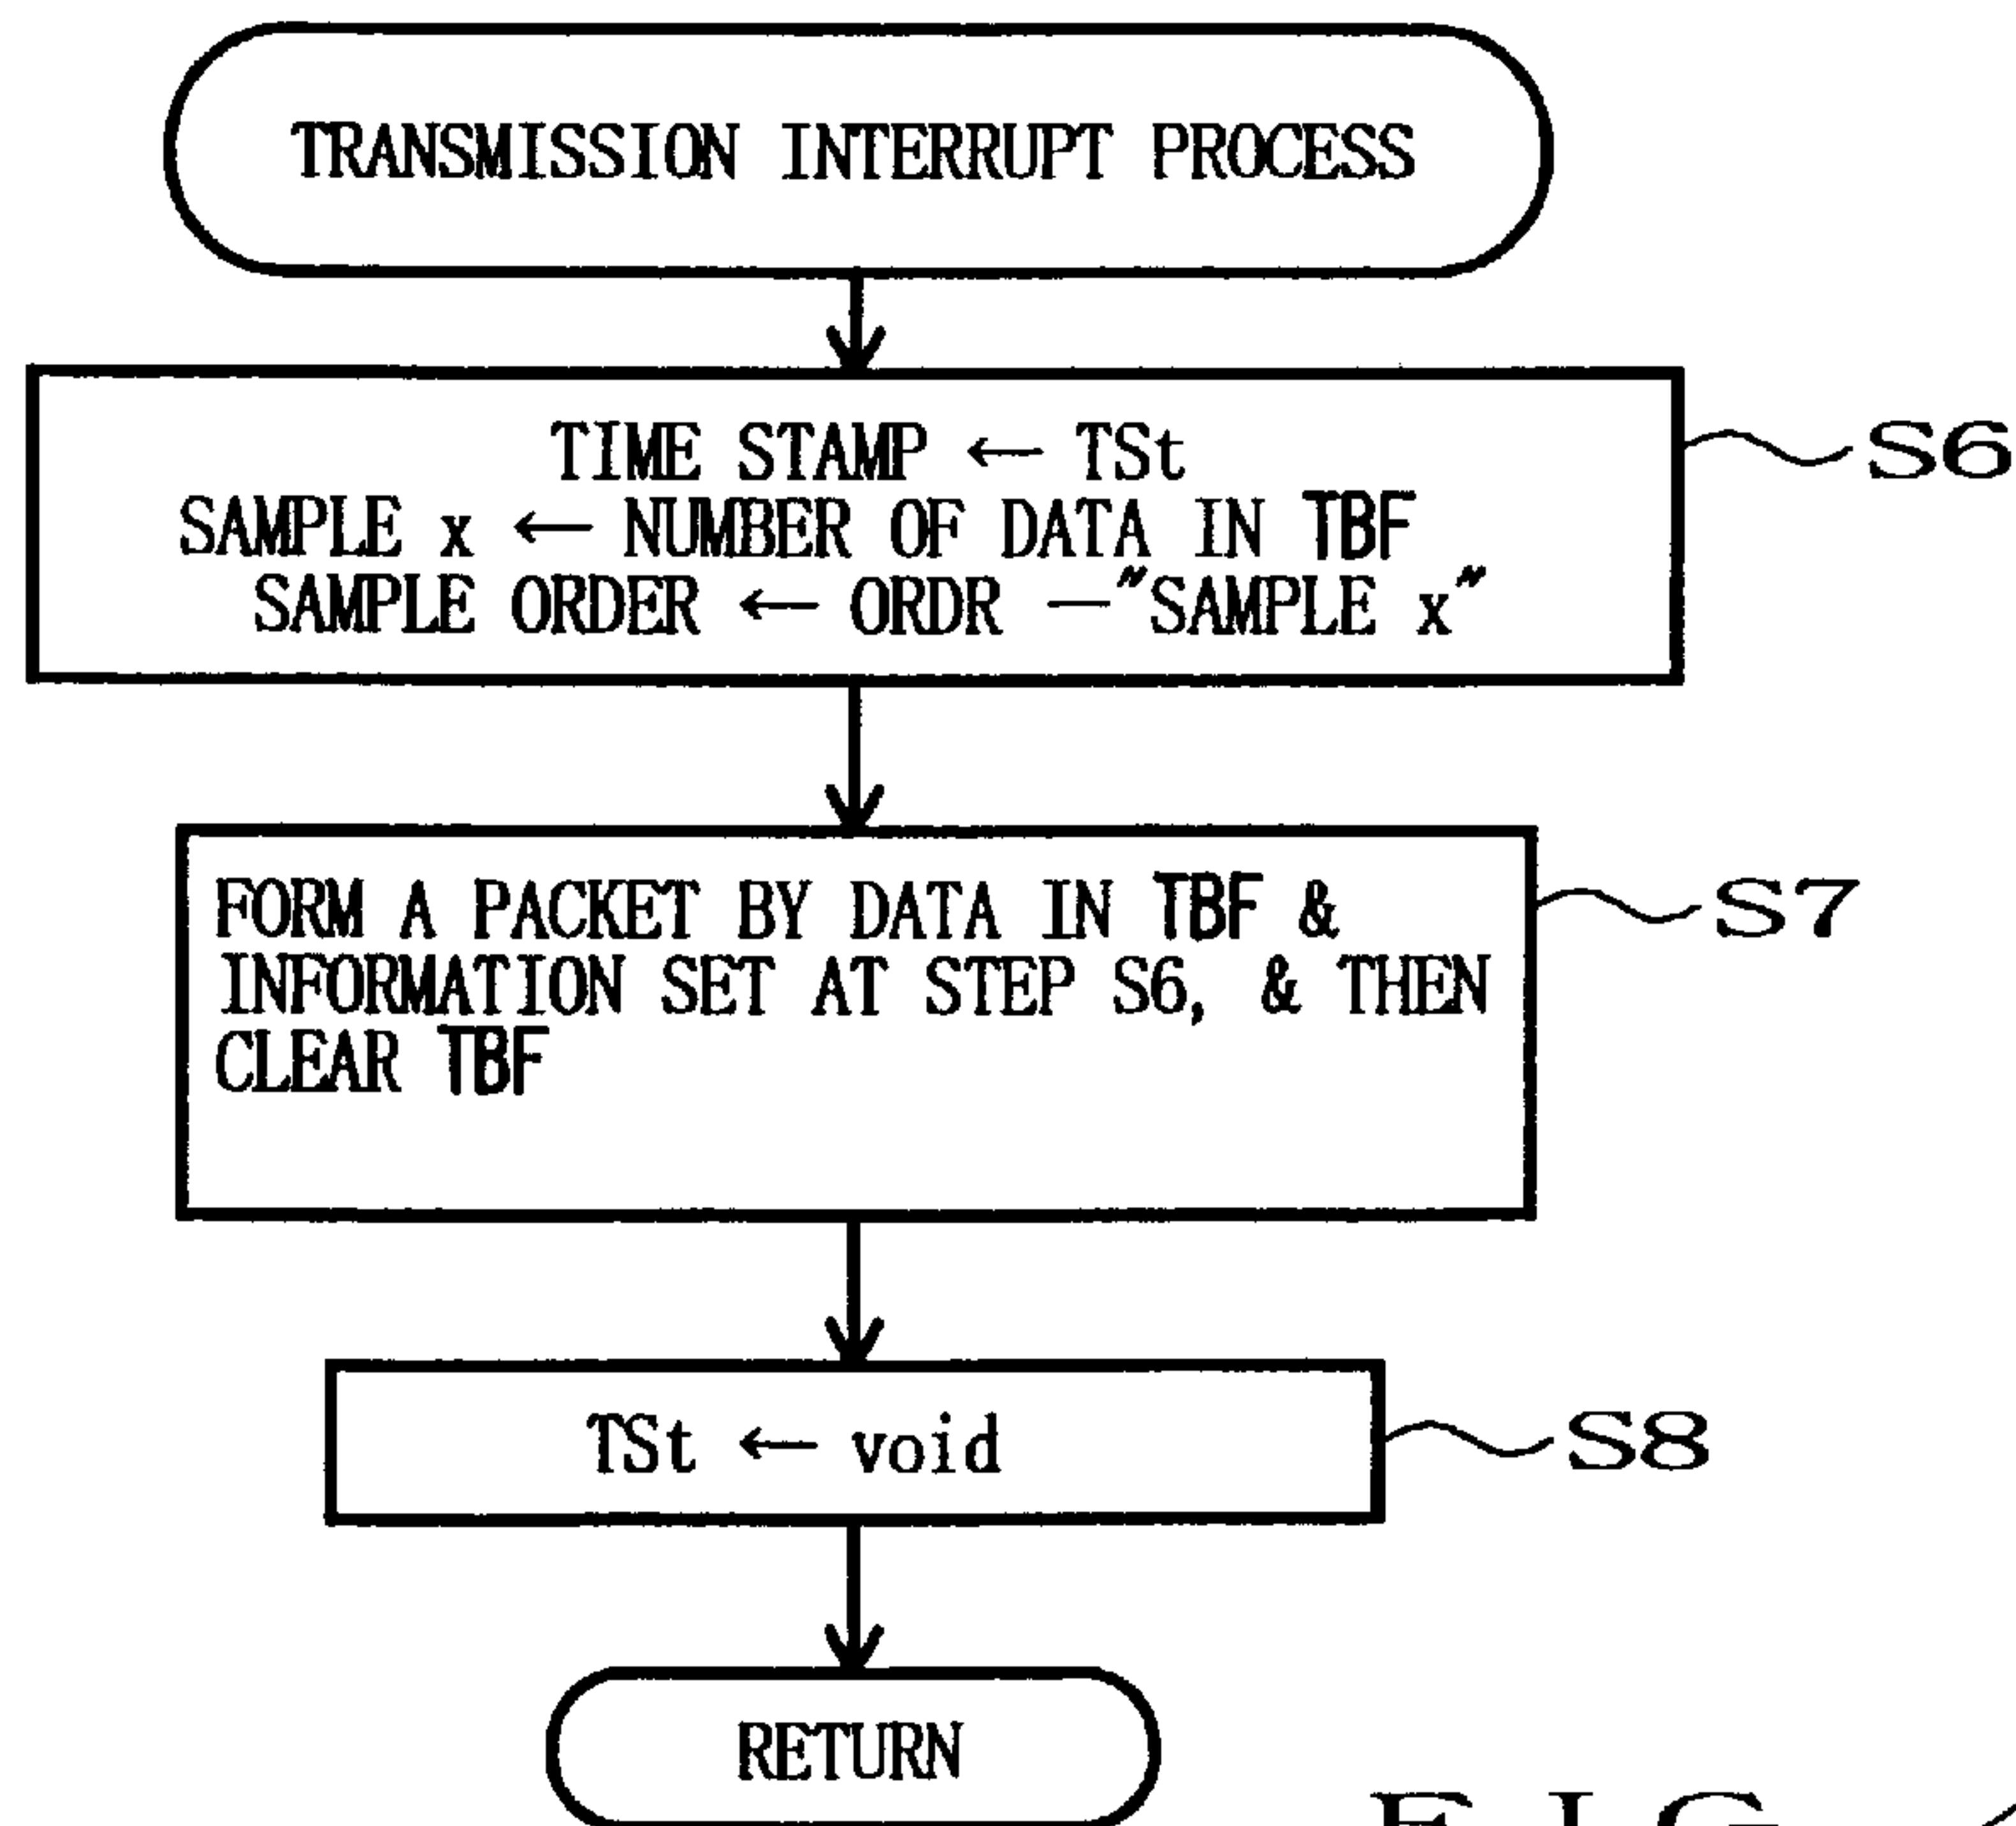 TRANSMISSION INTERRUPT PROCESS
TIME STAMP ← TSt
S6
SAMPLE x ← NUMBER OF DATA IN TBF
SAMPLE ORDER ← ORDR —"SAMPLE x"
FORM A PACKET BY DATA IN TBF &
S7
INFORMATION SET AT STEP S6, & THEN
CLEAR TBF
TSt ← void
S8
RETURN